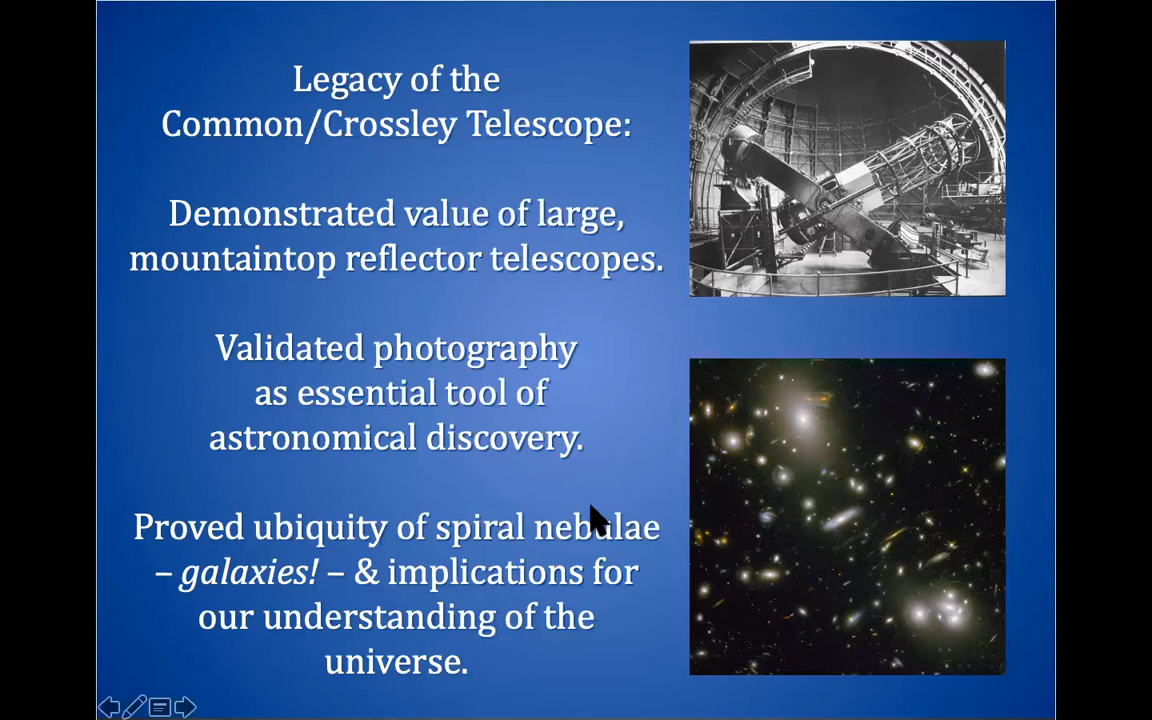 Legacy of the
Common/Crossley Telescope:
Demonstrated value of large,
mountaintop reflector telescopes.
Validated photography
as essential tool of
astronomical discovery.
Proved ubiquity of spiral nebulae
– galaxies! – & implications for
our understanding of the
universe.